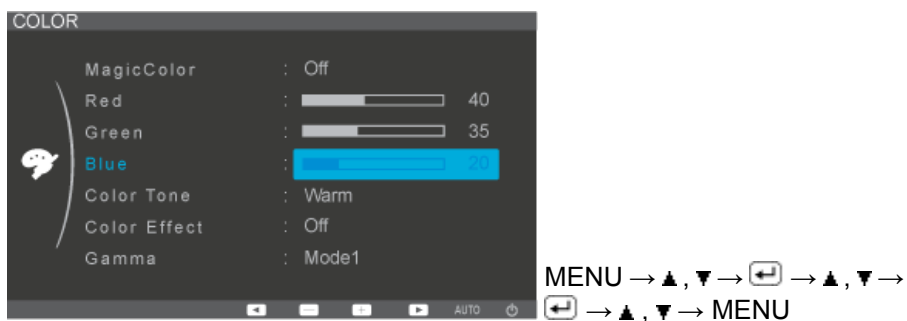 COLOR
MagicColor : Off
Red : 40
Green : 35
Blue : 20
Color Tone : Warm
Color Effect : Off
Gamma : Mode1
AUTO
MENU → ▲ , ▼ → ↵ → ▲ , ▼ →
↵ → ▲ , ▼ → MENU